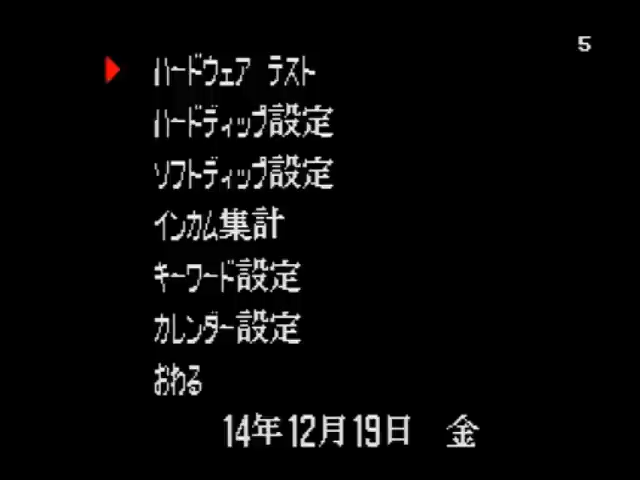 5
ハードウェア テスト
ハードディップ設定
ソフトディップ設定
インカム集計
キーワード設定
カレンダー設定
おわる
14年12月19日 金